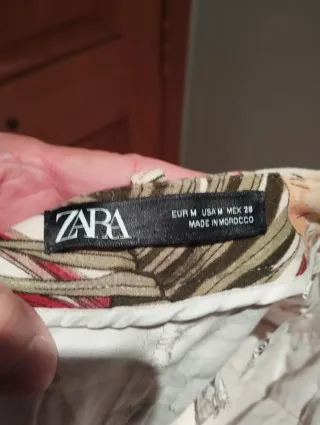 ZARA
EUR M USA M MEX 28
MADE IN MOROCCO